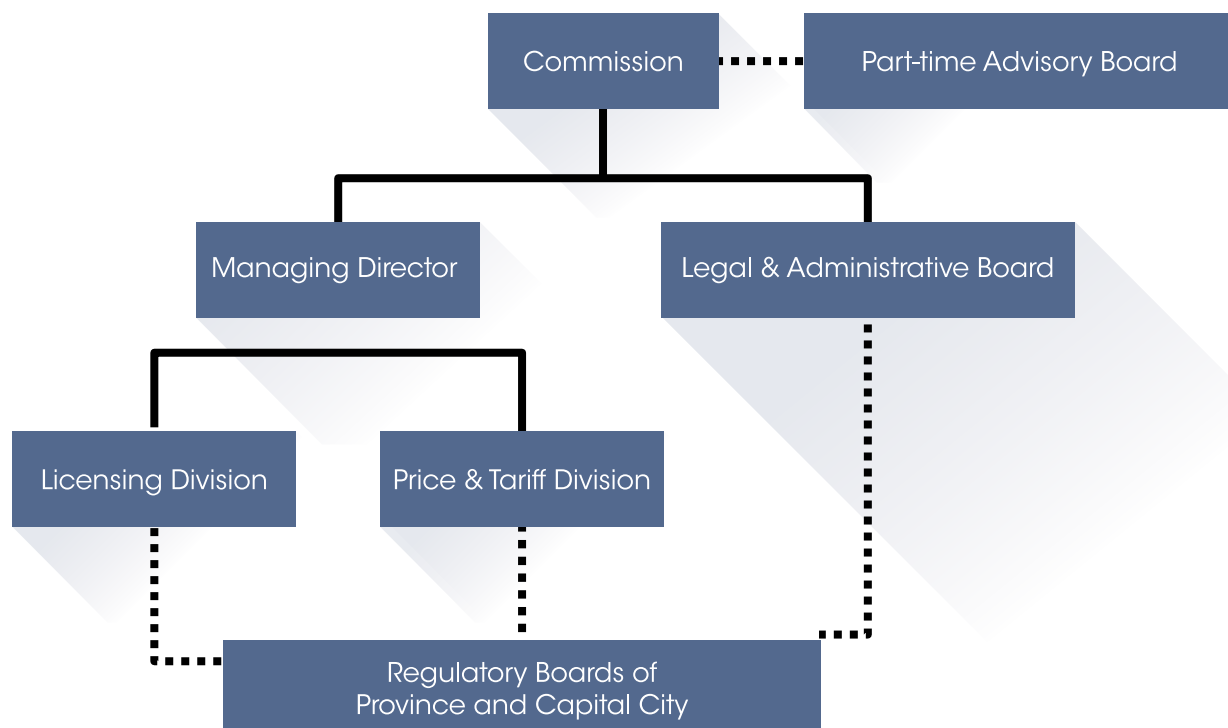 Commission
Part-time Advisory Board
Managing Director
Legal & Administrative Board
Licensing Division
Price & Tariff Division
Regulatory Boards of
Province and Capital City